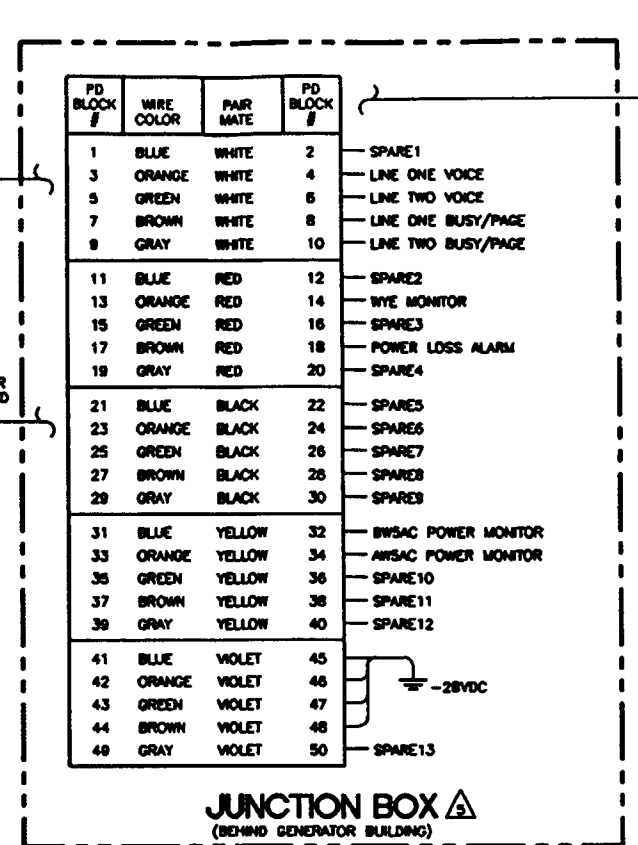 PD BLOCK # WIRE COLOR PAIR MATE PD BLOCK #
1 BLUE WHITE 2 SPARE1
3 ORANGE WHITE 4 LINE ONE VOICE
5 GREEN WHITE 6 LINE TWO VOICE
7 BROWN WHITE 8 LINE ONE BUSY/PAGE
9 GRAY WHITE 10 LINE TWO BUSY/PAGE
11 BLUE RED 12 SPARE2
13 ORANGE RED 14 WYE MONITOR
15 GREEN RED 16 SPARE3
17 BROWN RED 18 POWER LOSS ALARM
19 GRAY RED 20 SPARE4
21 BLUE BLACK 22 SPARE5
23 ORANGE BLACK 24 SPARE6
25 GREEN BLACK 26 SPARE7
27 BROWN BLACK 28 SPARE8
29 GRAY BLACK 30 SPARE9
31 BLUE YELLOW 32 BW5AC POWER MONITOR
33 ORANGE YELLOW 34 AW5AC POWER MONITOR
35 GREEN YELLOW 36 SPARE10
37 BROWN YELLOW 38 SPARE11
39 GRAY YELLOW 40 SPARE12
41 BLUE VIOLET 45
42 ORANGE VIOLET 46 -28VDC
43 GREEN VIOLET 47
44 BROWN VIOLET 48
49 GRAY VIOLET 50 SPARE13
JUNCTION BOX 5
(BEHIND GENERATOR BUILDING)